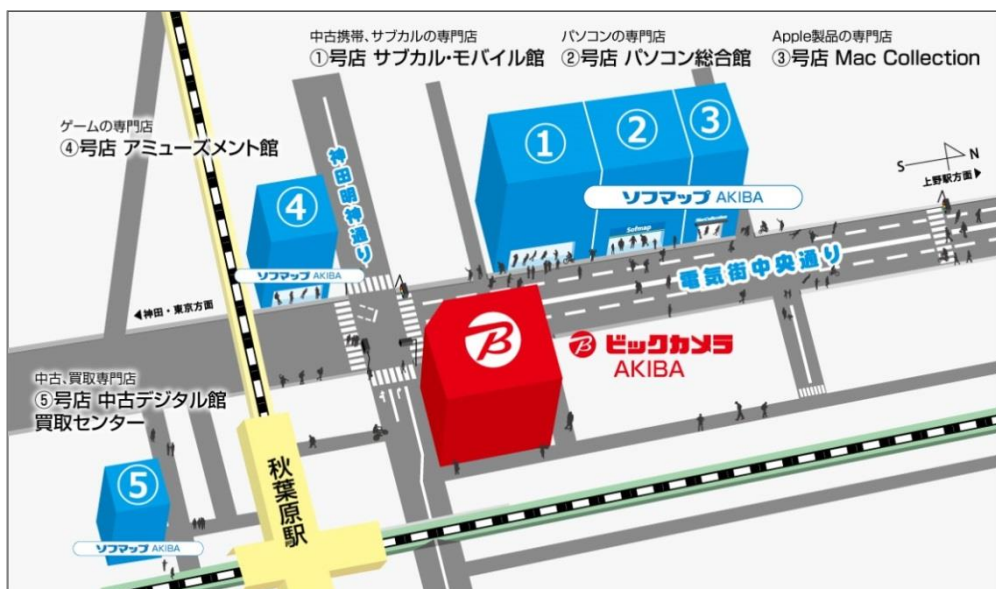 中古携帯、サブカルの専門店
①号店 サブカル・モバイル館
パソコンの専門店
②号店 パソコン総合館
Apple製品の専門店
③号店 Mac Collection
ゲームの専門店
④号店 アミューズメント館
①
②
③
④
神田明神通り
S
N
上野駅方面▶
ソフマップ AKIBA
Sofmap
MacCollection
ソフマップ AKIBA
電気街中央通り
◀神田・東京方面
B
B ビックカメラ
AKIBA
中古、買取専門店
⑤号店 中古デジタル館
買取センター
⑤
秋葉原駅
ソフマップ AKIBA